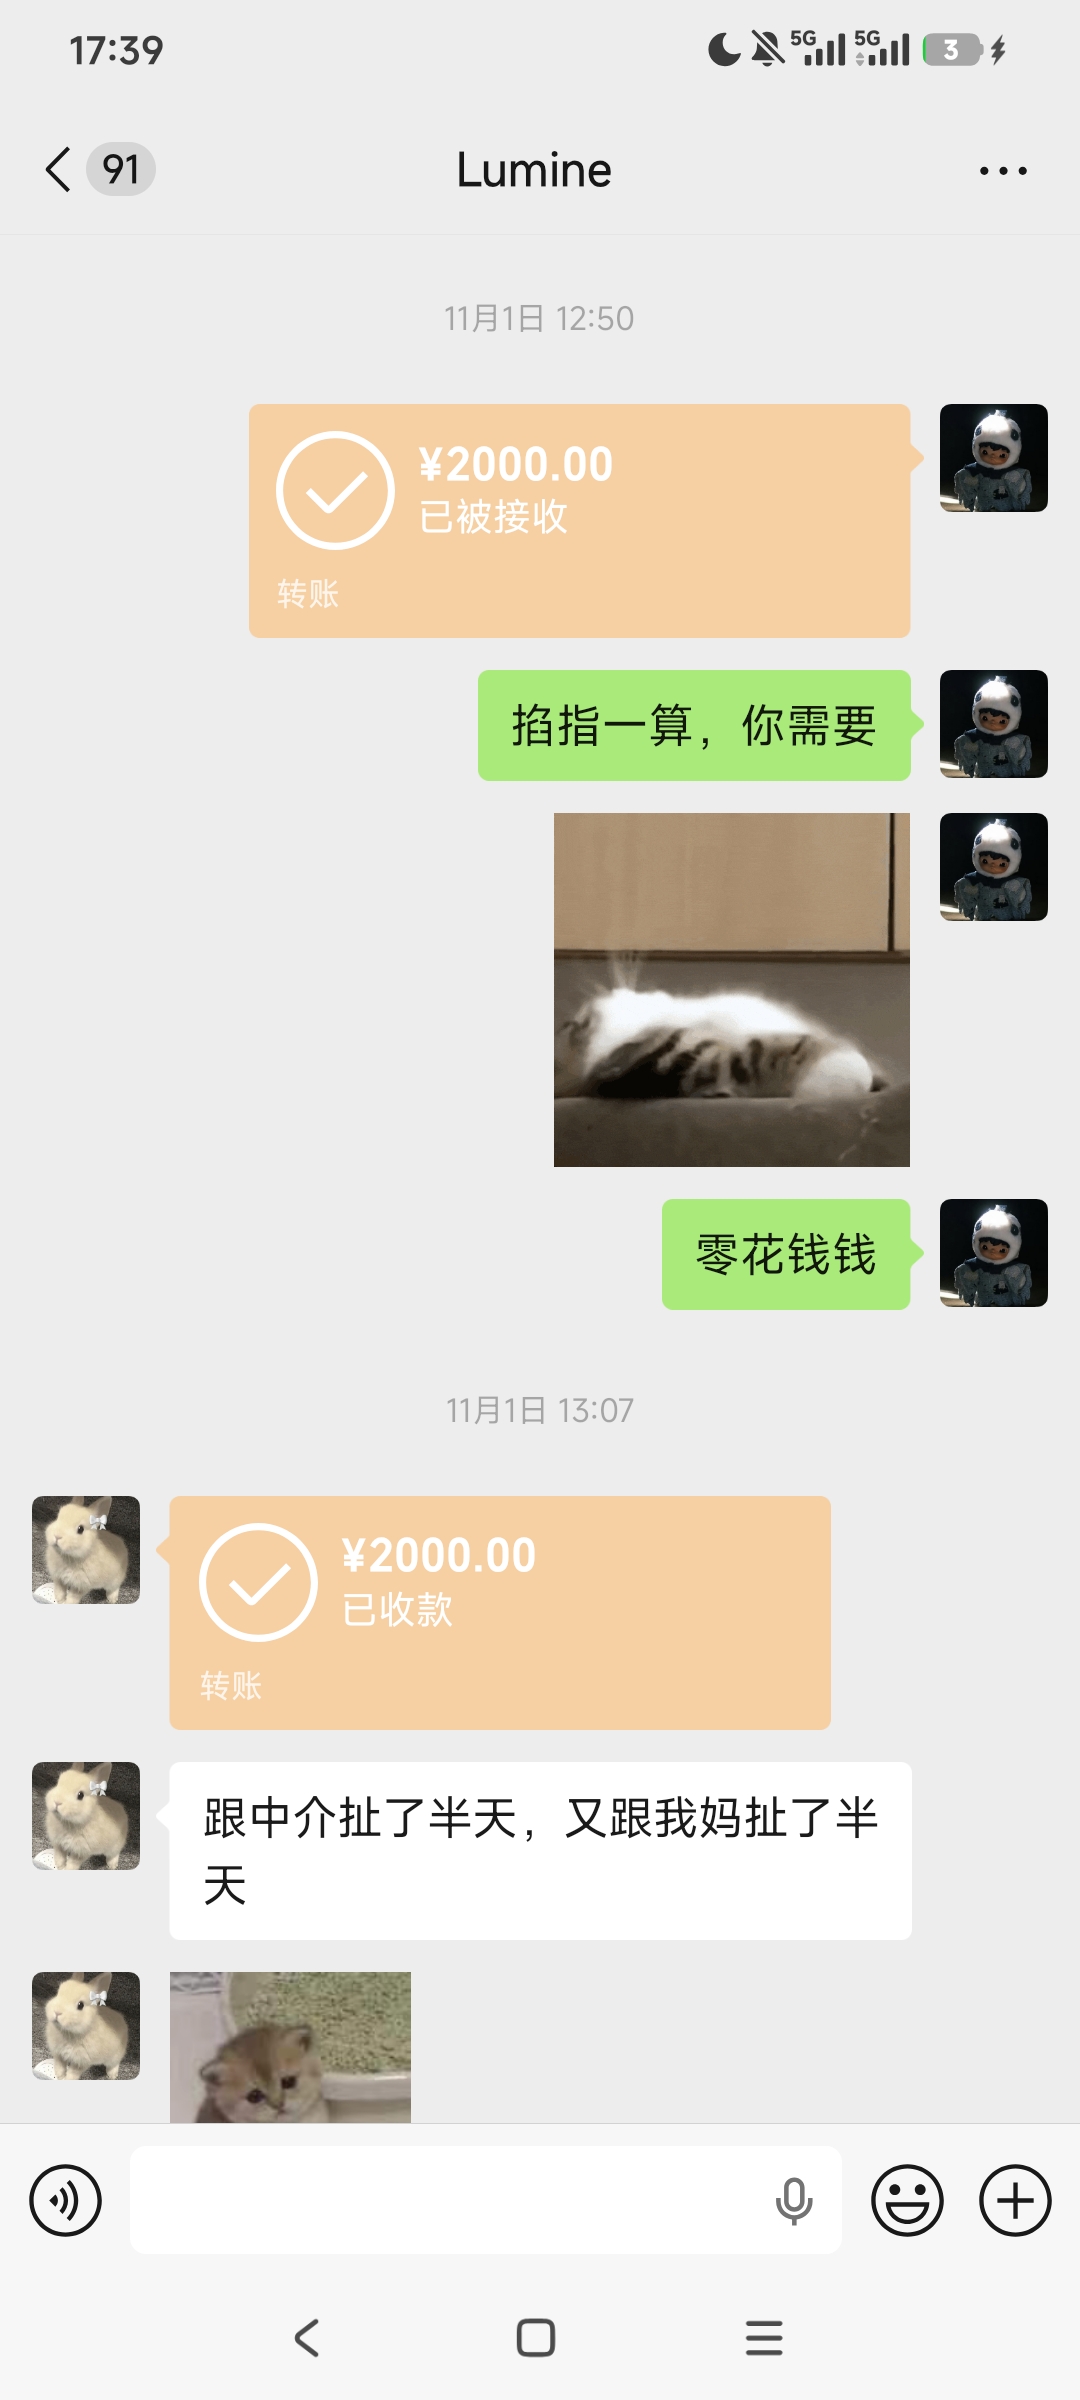 17:39
5G 5G 3
91
Lumine
11月1日 12:50
¥2000.00
已被接收
转账
掐指一算，你需要
零花钱钱
11月1日 13:07
¥2000.00
已收款
转账
跟中介扯了半天，又跟我妈扯了半
天